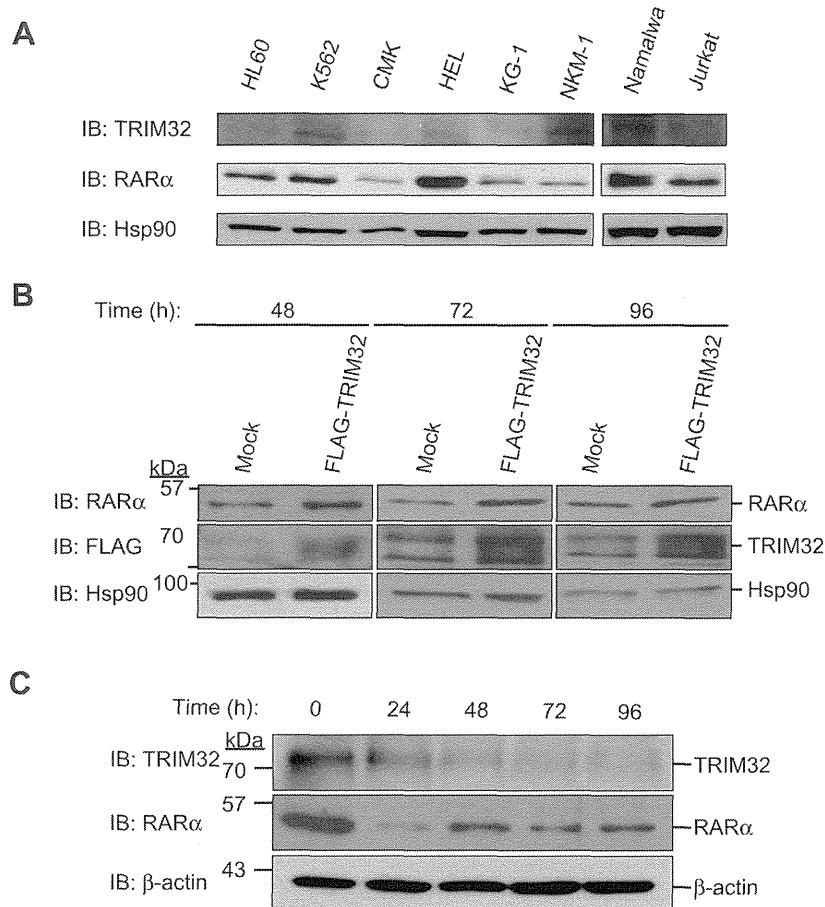 A
HL60 K562 CMK HEL KG-1 NKM-1 Namalwa Jurkat
IB: TRIM32
IB: RARα
IB: Hsp90
B
Time (h): 48 72 96
Mock FLAG-TRIM32 Mock FLAG-TRIM32 Mock FLAG-TRIM32
kDa
IB: RARα 57 RARα
IB: FLAG 70 TRIM32
IB: Hsp90 100 Hsp90
C
Time (h): 0 24 48 72 96
kDa
IB: TRIM32 70 TRIM32
57
IB: RARα RARα
43
IB: β-actin β-actin